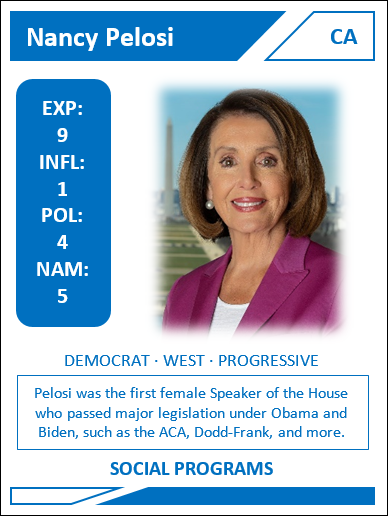 Nancy Pelosi
CA
EXP:
9
INFL:
1
POL:
4
NAM:
5
DEMOCRAT · WEST · PROGRESSIVE
Pelosi was the first female Speaker of the House
who passed major legislation under Obama and
Biden, such as the ACA, Dodd-Frank, and more.
SOCIAL PROGRAMS